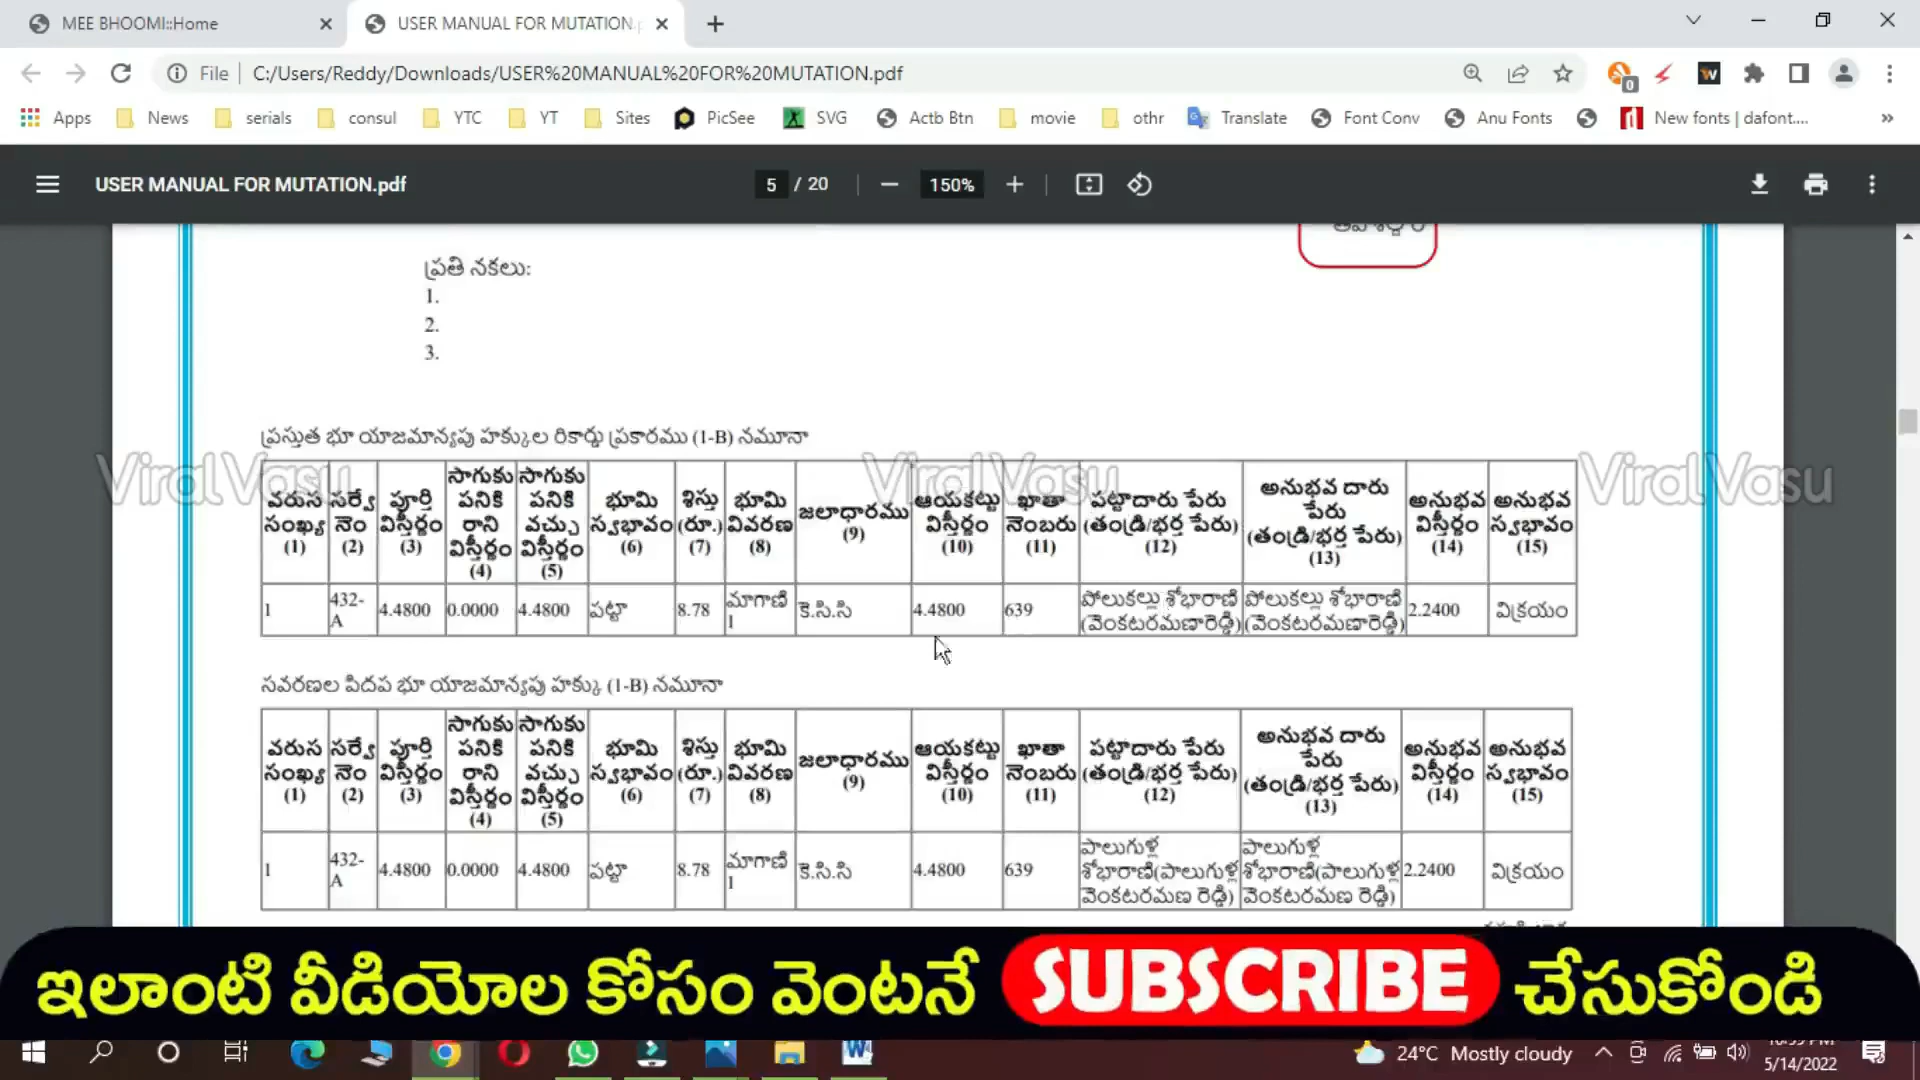 MEE BHOOMI::Home
USER MANUAL FOR MUTATION.p
File
C:/Users/Reddy/Downloads/USER%20MANUAL%20FOR%20MUTATION.pdf
0
Apps News serials consul YTC YT Sites PicSee SVG Actb Btn movie othr Translate Font Conv Anu Fonts New fonts | dafont.... »
USER MANUAL FOR MUTATION.pdf
5 / 20
150%
ప్రతి నకలు:
1.
2.
3.
ప్రస్తుత భూ యాజమాన్యపు హక్కుల రికార్డు ప్రకారము (1-B) నమూనా
Viral Vasu Viral Vasu Viral Vasu
వరుస సంఖ్య (1) సర్వే నెం (2) పూర్తి విస్తీర్ణం (3) సాగుకు పనికి రాని విస్తీర్ణం (4) సాగుకు పనికి వచ్చు విస్తీర్ణం (5) భూమి స్వభావం (6) శిస్తు (రూ.) (7) భూమి వివరణ (8) జలాధారము (9) ఆయకట్టు విస్తీర్ణం (10) ఖాతా నెంబరు (11) పట్టాదారు పేరు (తండ్రి/భర్త పేరు) (12) అనుభవ దారు పేరు (తండ్రి/భర్త పేరు) (13) అనుభవ విస్తీర్ణం (14) అనుభవ స్వభావం (15)
1 432-A 4.4800 0.0000 4.4800 పట్టా 8.78 మాగాణి 1 కె.సి.సి 4.4800 639 పోలుకల్లు శోభారాణి (వెంకటరమణారెడ్డి) పోలుకల్లు శోభారాణి (వెంకటరమణారెడ్డి) 2.2400 విక్రయం
సవరణల పిదప భూ యాజమాన్యపు హక్కు (1-B) నమూనా
వరుస సంఖ్య (1) సర్వే నెం (2) పూర్తి విస్తీర్ణం (3) సాగుకు పనికి రాని విస్తీర్ణం (4) సాగుకు పనికి వచ్చు విస్తీర్ణం (5) భూమి స్వభావం (6) శిస్తు (రూ.) (7) భూమి వివరణ (8) జలాధారము (9) ఆయకట్టు విస్తీర్ణం (10) ఖాతా నెంబరు (11) పట్టాదారు పేరు (తండ్రి/భర్త పేరు) (12) అనుభవ దారు పేరు (తండ్రి/భర్త పేరు) (13) అనుభవ విస్తీర్ణం (14) అనుభవ స్వభావం (15)
1 432-A 4.4800 0.0000 4.4800 పట్టా 8.78 మాగాణి 1 కె.సి.సి 4.4800 639 పాలుగుళ్ల శోభారాణి(పాలుగుళ్ల వెంకటరమణ రెడ్డి) పాలుగుళ్ల శోభారాణి(పాలుగుళ్ల వెంకటరమణ రెడ్డి) 2.2400 విక్రయం
ఇలాంటి వీడియోల కోసం వెంటనే SUBSCRIBE చేసుకోండి
24°C Mostly cloudy
5/14/2022